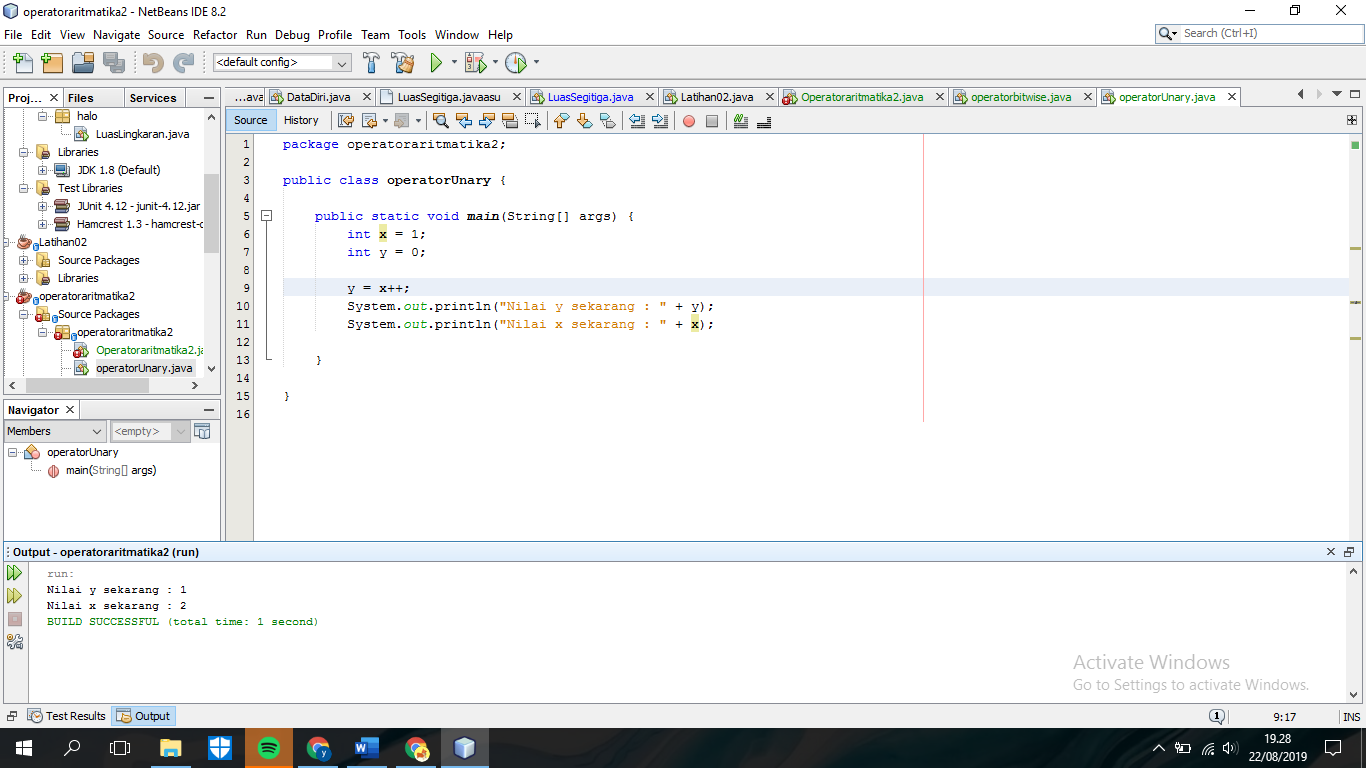 operatoraritmatika2 - NetBeans IDE 8.2
File Edit View Navigate Source Refactor Run Debug Profile Team Tools Window Help
Search (Ctrl+I)
<default config>
Proj... Files Services
...ava DataDiri.java LuasSegitiga.javaasu LuasSegitiga.java Latihan02.java Operatoraritmatika2.java operatorbitwise.java operatorUnary.java
Source History
halo
LuasLingkaran.java
Libraries
JDK 1.8 (Default)
Test Libraries
JUnit 4.12 - junit-4.12.jar
Hamcrest 1.3 - hamcrest-c
Latihan02
Source Packages
Libraries
operatoraritmatika2
Source Packages
operatoraritmatika2
Operatoraritmatika2.ja
operatorUnary.java
1 package operatoraritmatika2;
2
3 public class operatorUnary {
4
5 public static void main(String[] args) {
6 int x = 1;
7 int y = 0;
8
9 y = x++;
10 System.out.println("Nilai y sekarang : " + y);
11 System.out.println("Nilai x sekarang : " + x);
12
13 }
14
15 }
16
Navigator
Members <empty>
operatorUnary
main(String[] args)
Output - operatoraritmatika2 (run)
run:
Nilai y sekarang : 1
Nilai x sekarang : 2
BUILD SUCCESSFUL (total time: 1 second)
Activate Windows
Go to Settings to activate Windows.
Test Results Output
1 9:17 INS
19.28
22/08/2019